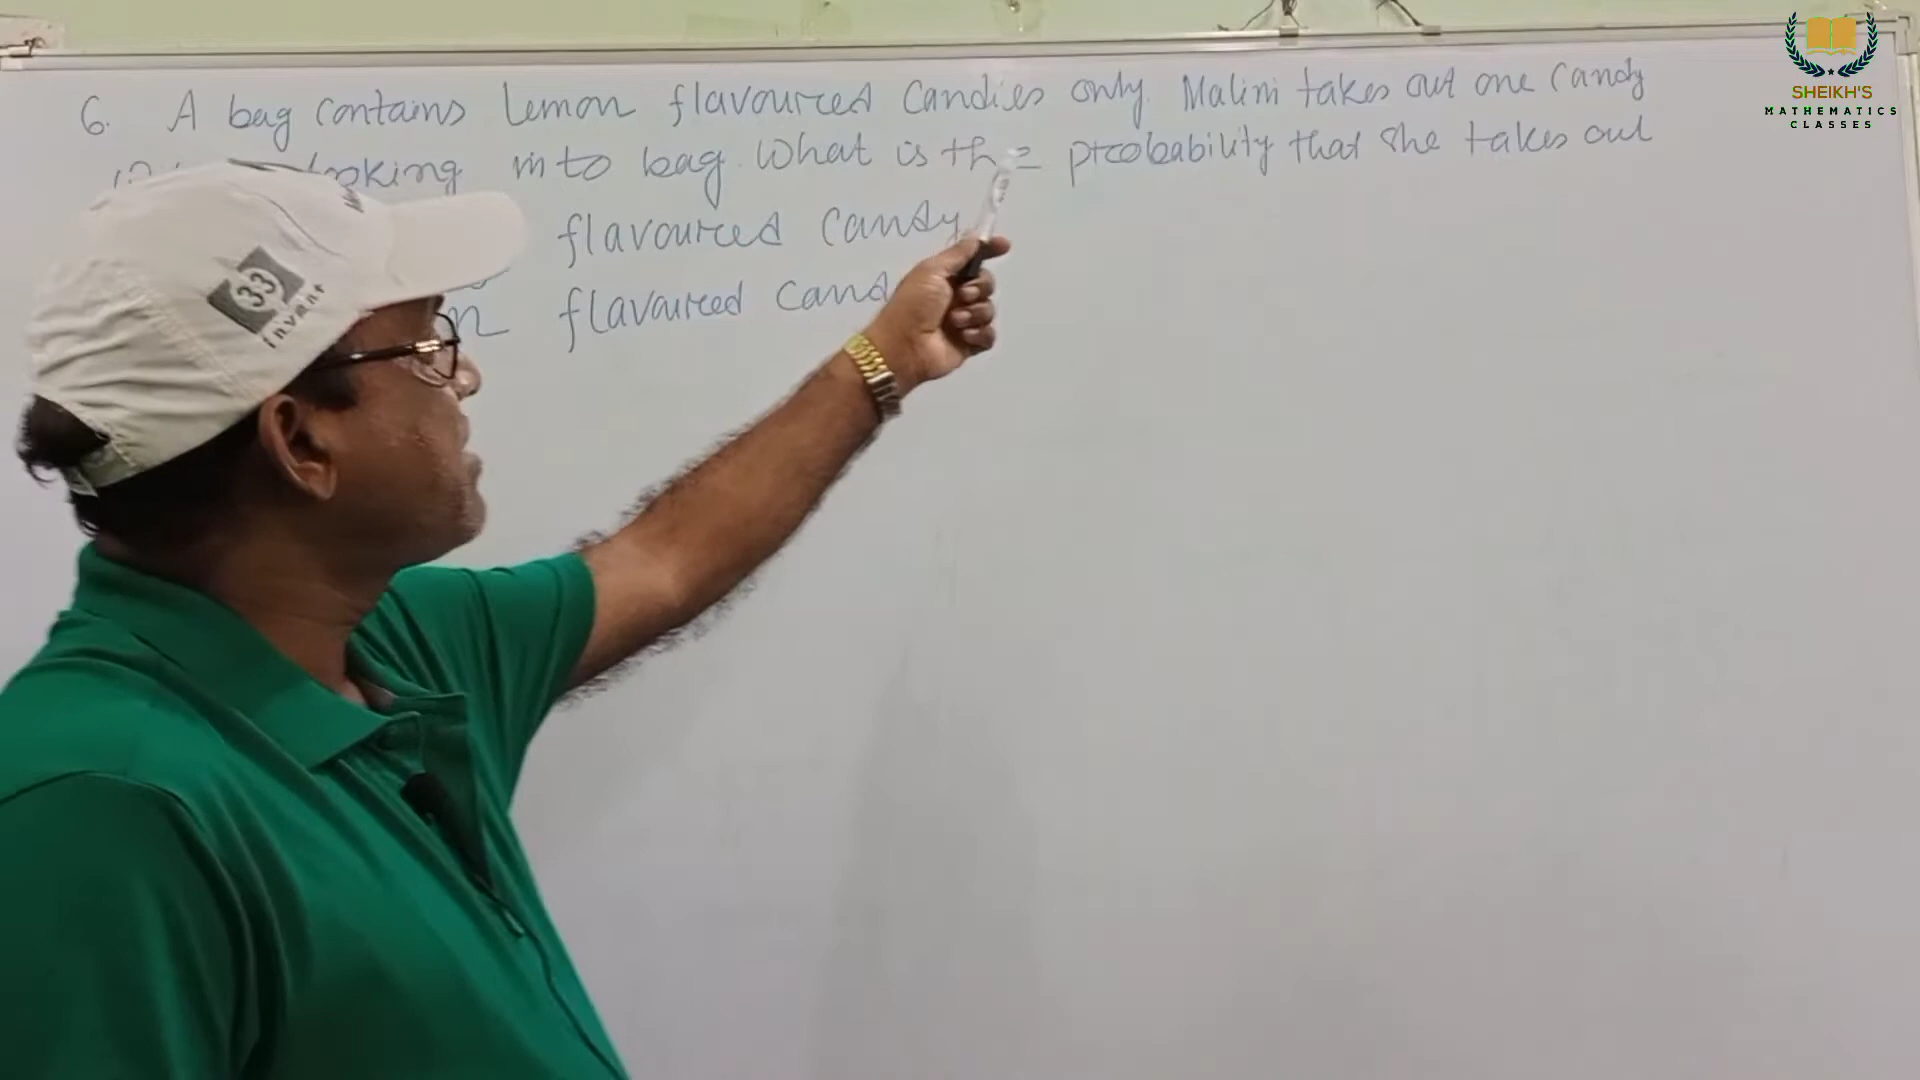 6. A bag contains Lemon flavoured Candies only. Malini takes out one Candy
looking into bag. What is the probability that she takes out
flavoured Candy
flavoured Cand
33
invent
SHEIKH'S
MATHEMATICS
CLASSES